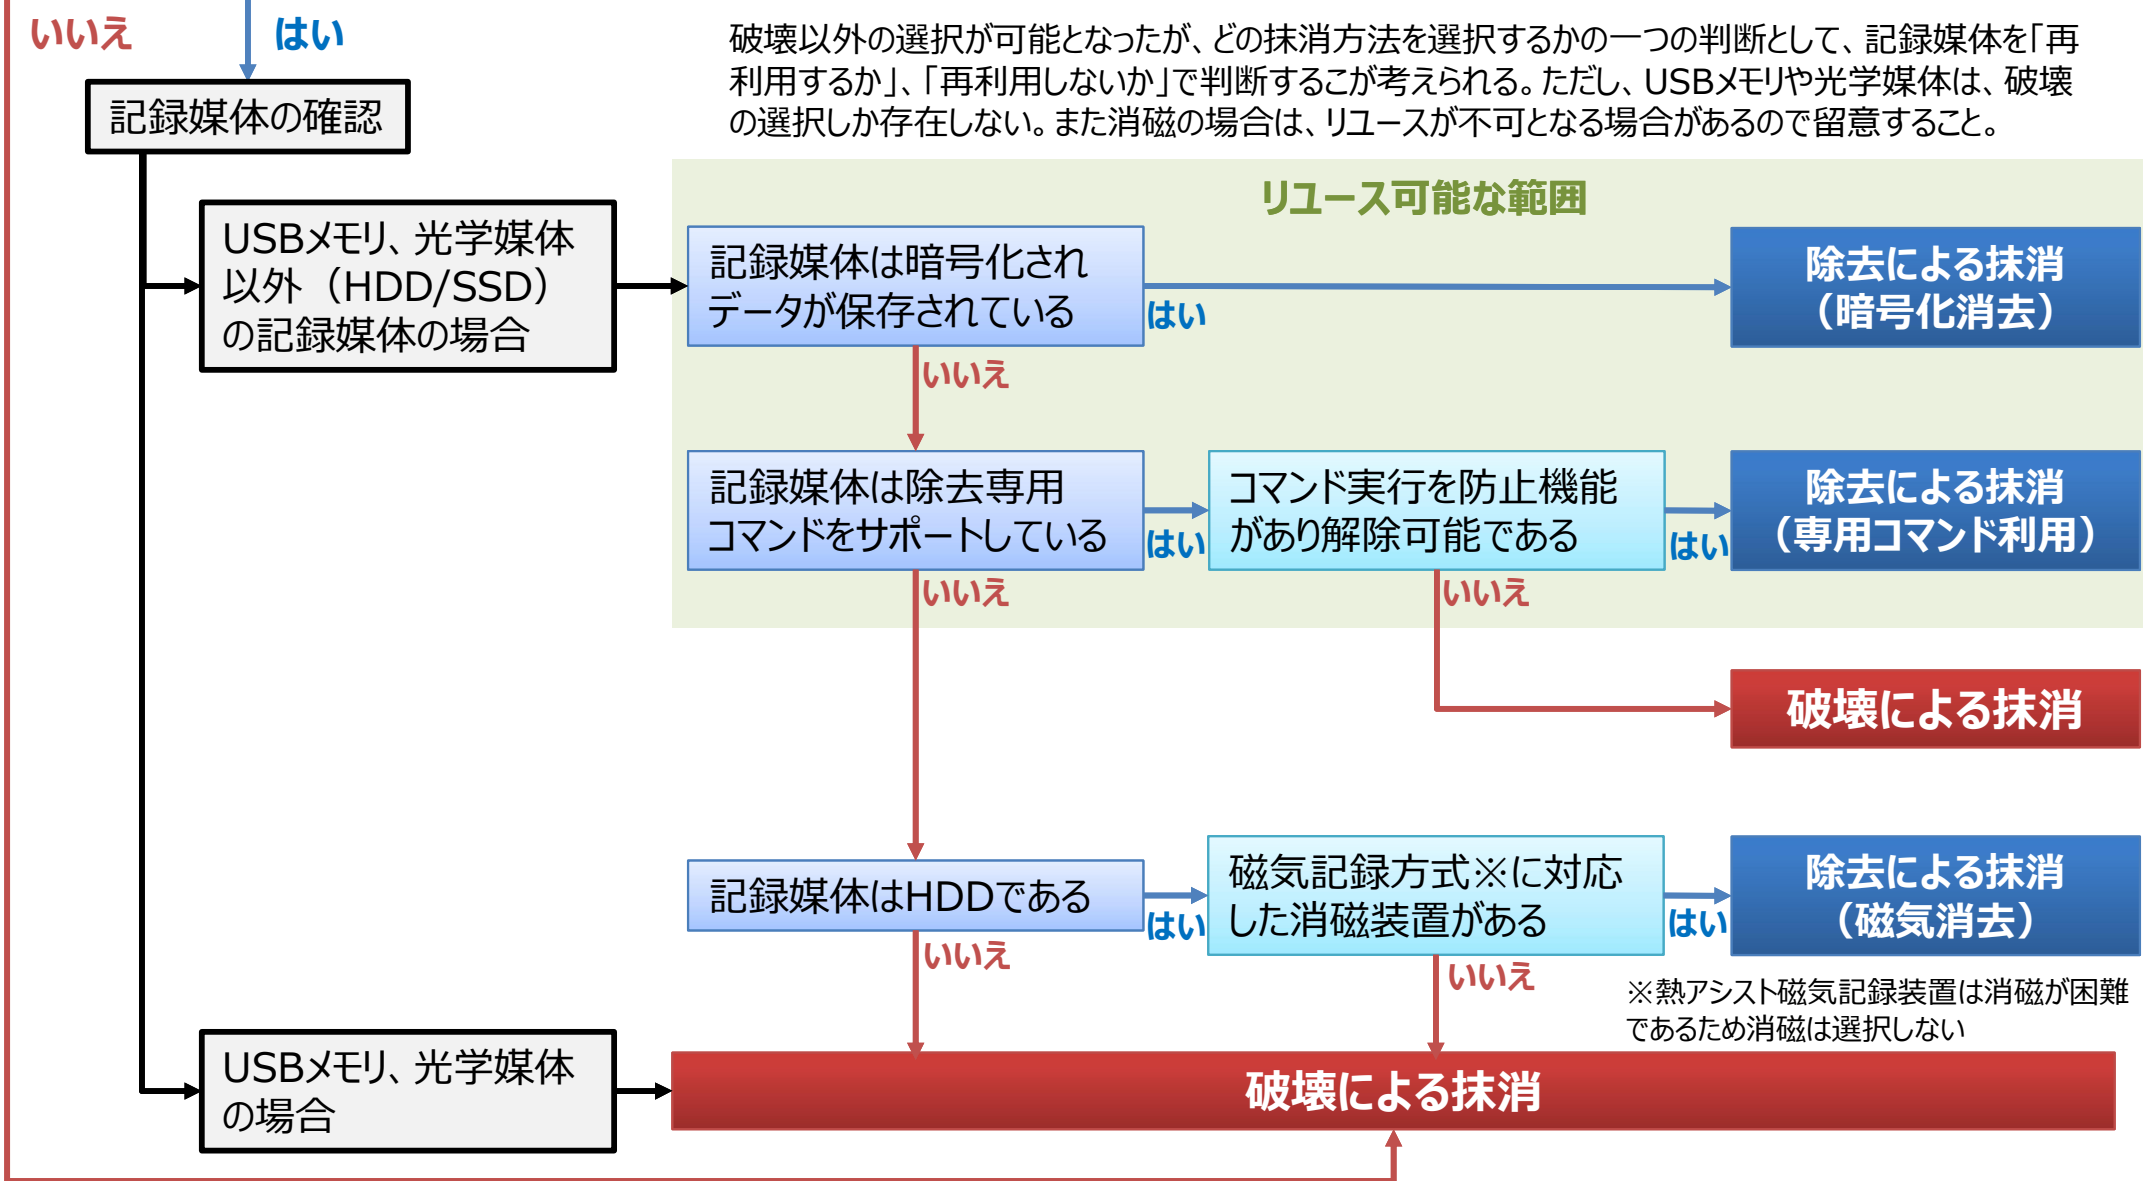 いいえ
はい
破壊以外の選択が可能となったが、どの抹消方法を選択するかの一つの判断として、記録媒体を「再
利用するか」、「再利用しないか」で判断するこが考えられる。ただし、USBメモリや光学媒体は、破壊
の選択しか存在しない。また消磁の場合は、リユースが不可となる場合があるので留意すること。
記録媒体の確認
リユース可能な範囲
USBメモリ、光学媒体
以外（HDD/SSD）
の記録媒体の場合
記録媒体は暗号化され
データが保存されている
はい
除去による抹消
（暗号化消去）
いいえ
記録媒体は除去専用
コマンドをサポートしている
はい
コマンド実行を防止機能
があり解除可能である
はい
除去による抹消
（専用コマンド利用）
いいえ
いいえ
破壊による抹消
記録媒体はHDDである
はい
磁気記録方式※に対応
した消磁装置がある
はい
除去による抹消
（磁気消去）
いいえ
いいえ
※熱アシスト磁気記録装置は消磁が困難
であるため消磁は選択しない
USBメモリ、光学媒体
の場合
破壊による抹消